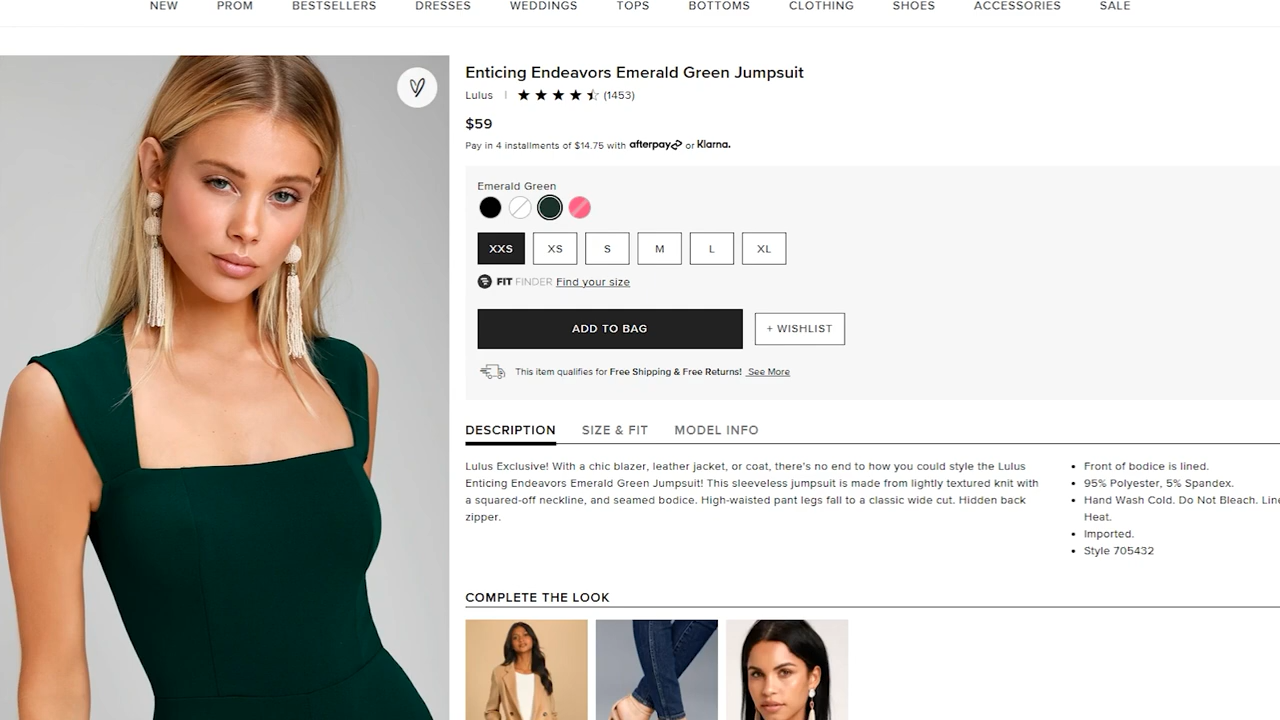 NEW PROM BESTSELLERS DRESSES WEDDINGS TOPS BOTTOMS CLOTHING SHOES ACCESSORIES SALE
Enticing Endeavors Emerald Green Jumpsuit
Lulus | (1453)
$59
Pay in 4 installments of $14.75 with afterpay or Klarna.
Emerald Green
XXS XS S M L XL
FIT FINDER Find your size
ADD TO BAG + WISHLIST
This item qualifies for Free Shipping & Free Returns! See More
DESCRIPTION SIZE & FIT MODEL INFO
Lulus Exclusive! With a chic blazer, leather jacket, or coat, there's no end to how you could style the Lulus
Enticing Endeavors Emerald Green Jumpsuit! This sleeveless jumpsuit is made from lightly textured knit with
a squared-off neckline, and seamed bodice. High-waisted pant legs fall to a classic wide cut. Hidden back
zipper.
• Front of bodice is lined.
• 95% Polyester, 5% Spandex.
• Hand Wash Cold. Do Not Bleach. Line
Heat.
• Imported.
• Style 705432
COMPLETE THE LOOK